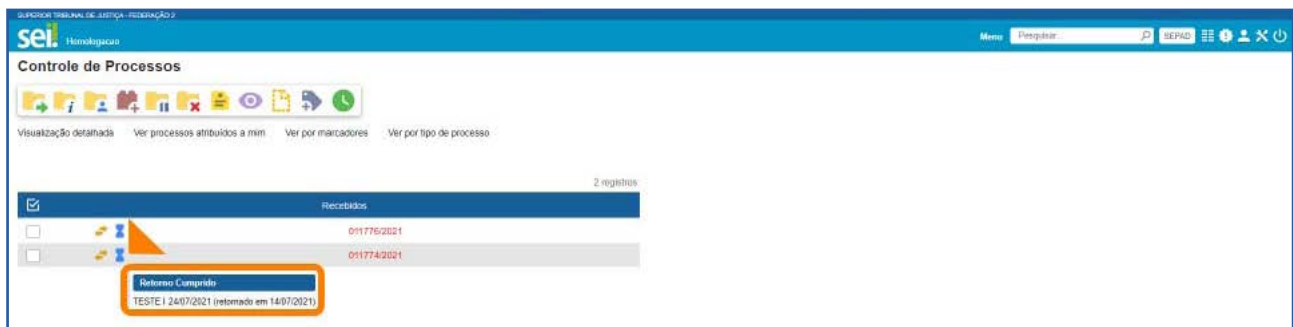 SUPERIOR TRIBUNAL DE JUSTIÇA - FEDERAÇÃO 2
sei. Homologacao Menu Pesquisar... SEPAD
Controle de Processos
Visualização detalhada Ver processos atribuídos a mim Ver por marcadores Ver por tipo de processo
2 registros
Recebidos
011776/2021
011774/2021
Retorno Cumprido
TESTE I 24/07/2021 (retornado em 14/07/2021)